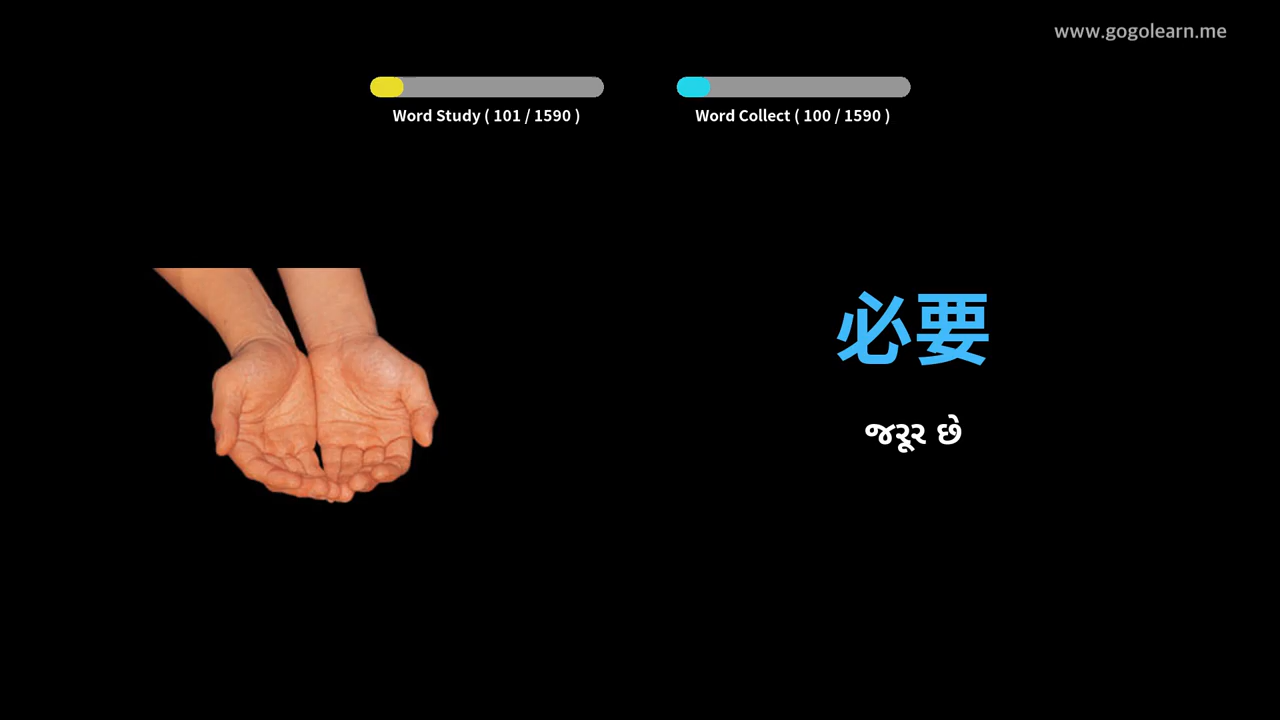 www.gogolearn.me
Word Study ( 101 / 1590 )
Word Collect ( 100 / 1590 )
必要
જરૂર છે